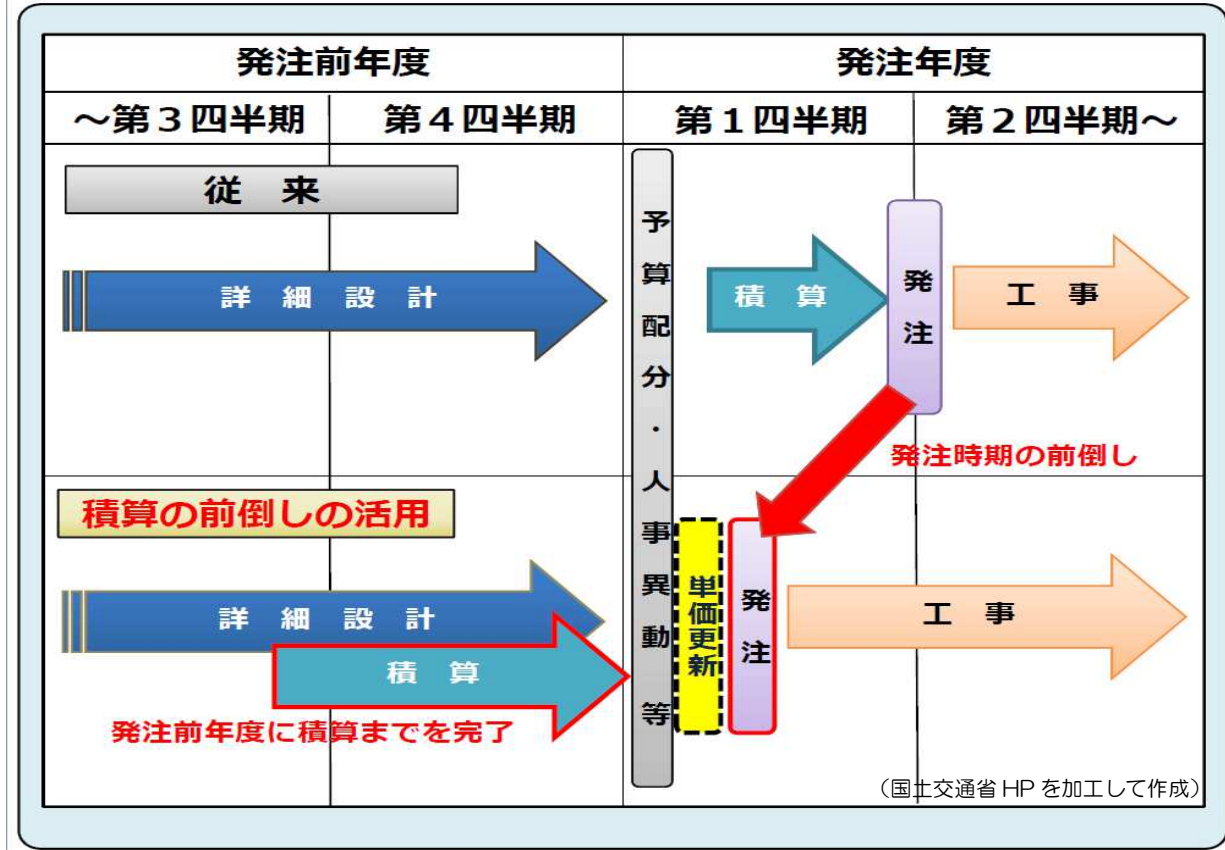 発注前年度
発注年度
～第３四半期
第４四半期
第１四半期
第２四半期～
従　来
詳　細　設　計
予算配分・人事異動等
積　算
発注
工　事
発注時期の前倒し
積算の前倒しの活用
詳　細　設　計
積　算
発注前年度に積算までを完了
単価更新
発注
工　事
（国土交通省 HP を加工して作成）